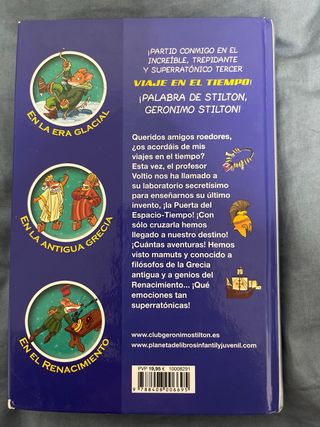 ¡PARTID CONMIGO EN EL
INCREÍBLE, TREPIDANTE
Y SUPERRATÓNICO TERCER
VIAJE EN EL TIEMPO!
¡PALABRA DE STILTON,
GERONIMO STILTON!
EN LA ERA GLACIAL
Queridos amigos roedores,
¿os acordáis de mis
viajes en el tiempo?
Esta vez, el profesor
Voltio nos ha llamado a
su laboratorio secretísimo
para enseñarnos su último
invento, ¡la Puerta del
Espacio-Tiempo! ¡Con
sólo cruzarla hemos
llegado a nuestro destino!
¡Cuántas aventuras! Hemos
visto mamuts y conocido a
filósofos de la Grecia
antigua y a genios del
Renacimiento... ¡Qué
emociones tan
superratónicas!
EN LA ANTIGUA GRECIA
EN EL RENACIMIENTO
www.clubgeronimostilton.es
www.planetadelibrosinfantilyjuvenil.com
PVP 19,95 € 10006291
9 788408 006695